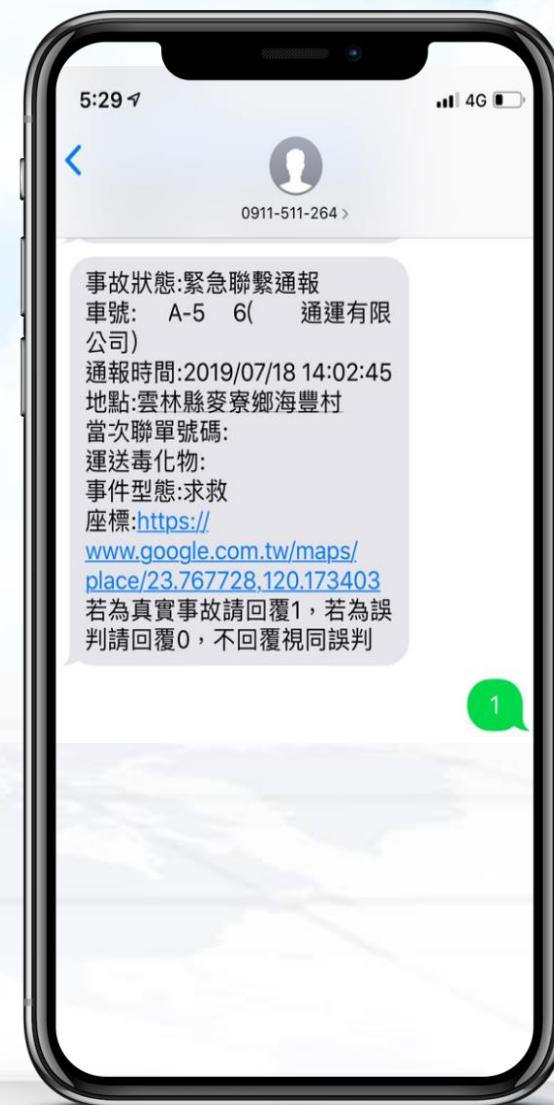 5:29
4G
0911-511-264 >
事故狀態:緊急聯繫通報
車號: A-5 6( 通運有限
公司)
通報時間:2019/07/18 14:02:45
地點:雲林縣麥寮鄉海豐村
當次聯單號碼:
運送毒化物:
事件型態:求救
座標:https://
www.google.com.tw/maps/
place/23.767728,120.173403
若為真實事故請回覆1，若為誤
判請回覆0，不回覆視同誤判
1